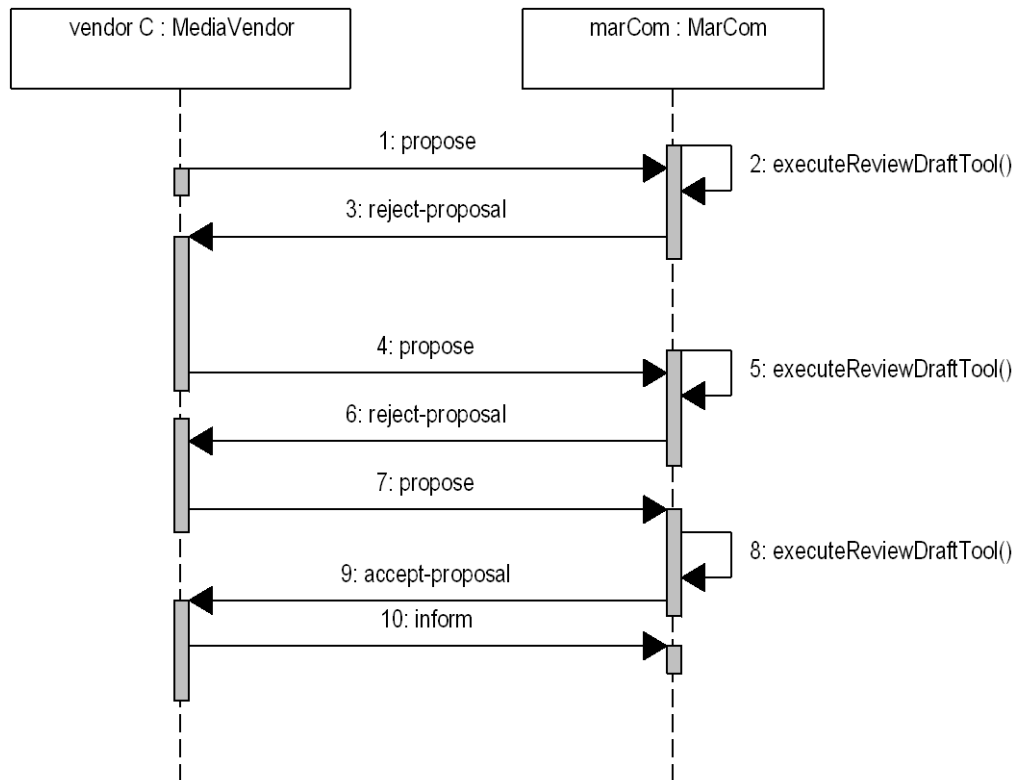 vendor C : MediaVendor
marCom : MarCom
1: propose
2: executeReviewDraftTool()
3: reject-proposal
4: propose
5: executeReviewDraftTool()
6: reject-proposal
7: propose
8: executeReviewDraftTool()
9: accept-proposal
10: inform